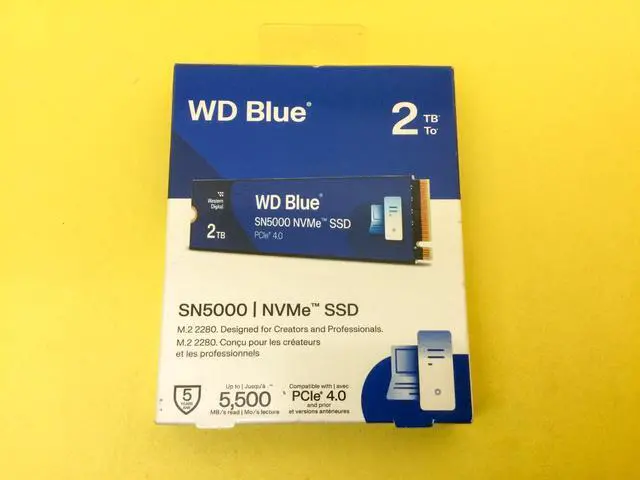 WD Blue®
2 TB
To
Western
Digital
WD Blue®
SN5000 NVMe™ SSD
PCIe® 4.0
2TB
SN5000 | NVMe™ SSD
M.2 2280. Designed for Creators and Professionals.
M.2 2280. Conçu pour les créateurs
et les professionnels
5
Up to | Jusqu'à
5,500
MB/s read | Mo/s lecture
Compatible with | avec
PCIe® 4.0
and prior
et versions antérieures